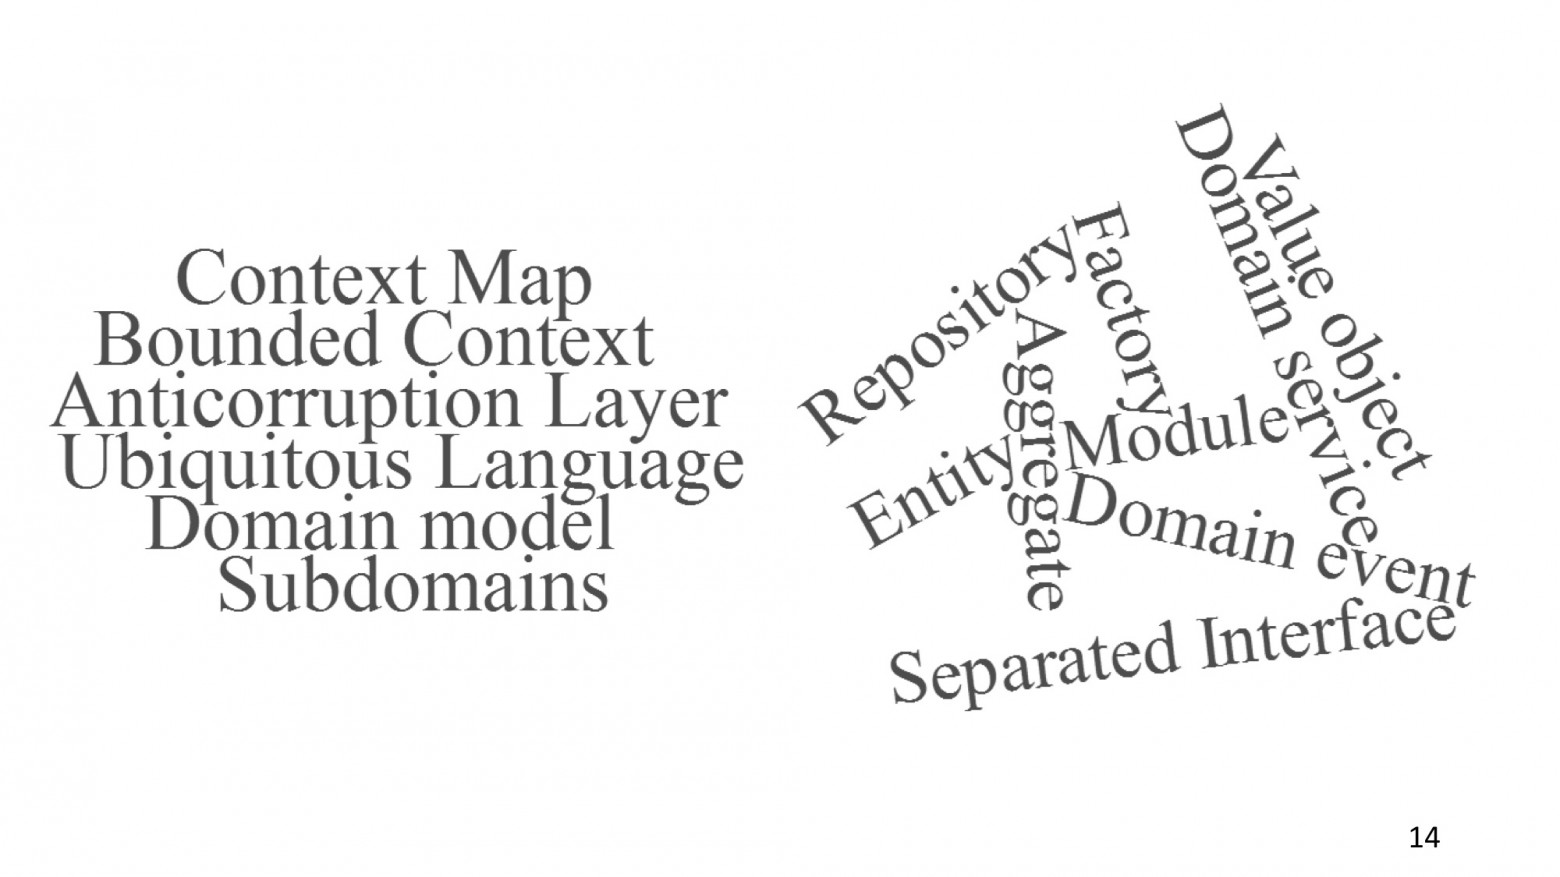 Context Map
Bounded Context
Anticorruption Layer
Ubiquitous Language
Domain model
Subdomains
Repository
Factory
Domain service
Value object
Aggregate
Entity
Module
Domain event
Separated Interface
14